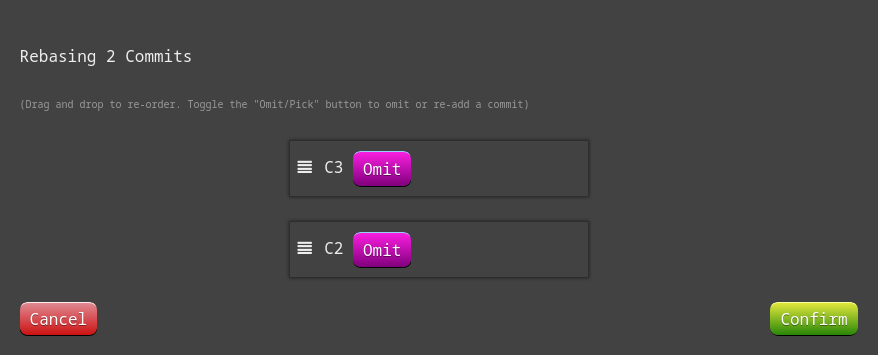 Rebasing 2 Commits
(Drag and drop to re-order. Toggle the "Omit/Pick" button to omit or re-add a commit)
C3 Omit
C2 Omit
Cancel Confirm